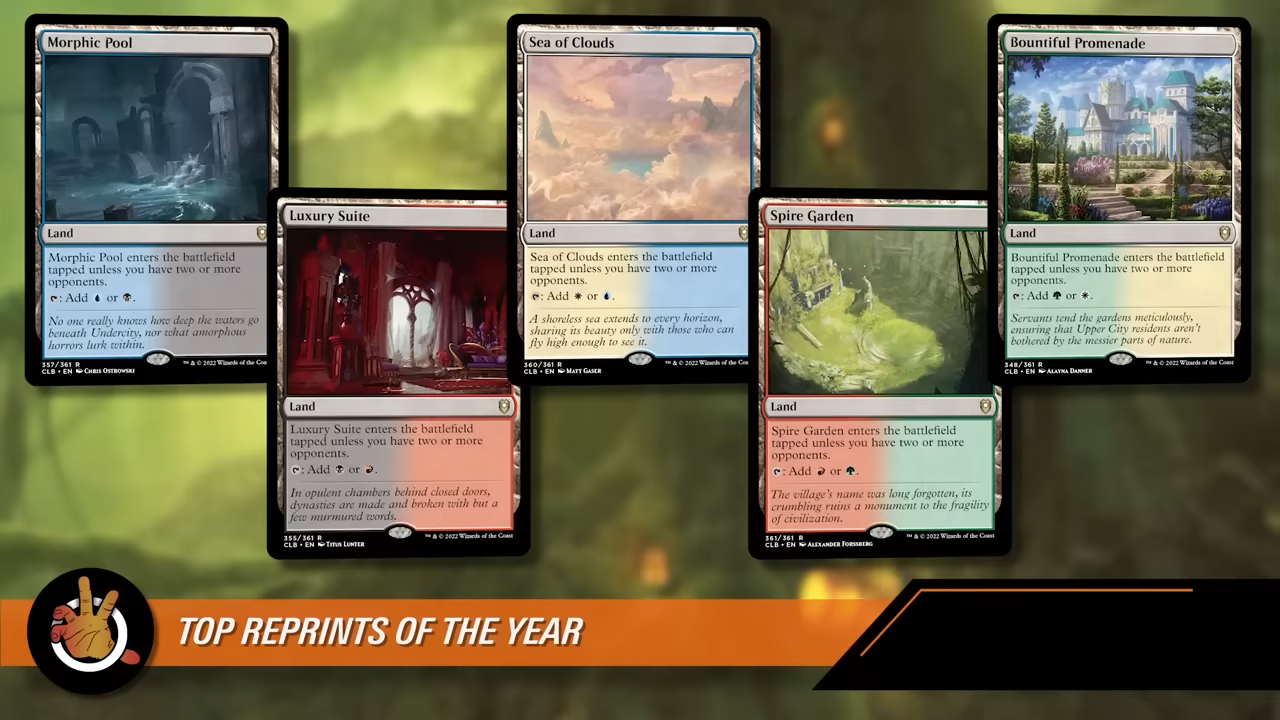 Morphic Pool
Land
Morphic Pool enters the battlefield
tapped unless you have two or more
opponents.
: Add or .
No one really knows how deep the waters go
beneath Undercity, nor what amorphous
horrors lurk within.
357/361 R
CLB • EN Chris Ostrowski
™ & © 2022 Wizards of the Coa
Luxury Suite
Land
Luxury Suite enters the battlefield
tapped unless you have two or more
opponents.
: Add or .
In opulent chambers behind closed doors,
dynasties are made and broken with but a
few murmured words.
355/361 R
CLB • EN Titus Lunter
™ & © 2022 Wizards of the Coast
Sea of Clouds
Land
Sea of Clouds enters the battlefield
tapped unless you have two or more
opponents.
: Add or .
A shoreless sea extends to every horizon,
sharing its beauty only with those who can
fly high enough to see it.
360/361 R
CLB • EN Matt Gaser
™ & © 2022 Wizards of the Coa
Spire Garden
Land
Spire Garden enters the battlefield
tapped unless you have two or more
opponents.
: Add or .
The village's name was long forgotten, its
crumbling ruins a monument to the fragility
of civilization.
361/361 R
CLB • EN Alexander Forssberg
™ & © 2022 Wizards of the Coast
Bountiful Promenade
Land
Bountiful Promenade enters the battlefield
tapped unless you have two or more
opponents.
: Add or .
Servants tend the gardens meticulously,
ensuring that Upper City residents aren't
bothered by the messier parts of nature.
348/361 R
CLB • EN Alayna Danner
™ & © 2022 Wizards of the Coast
TOP REPRINTS OF THE YEAR